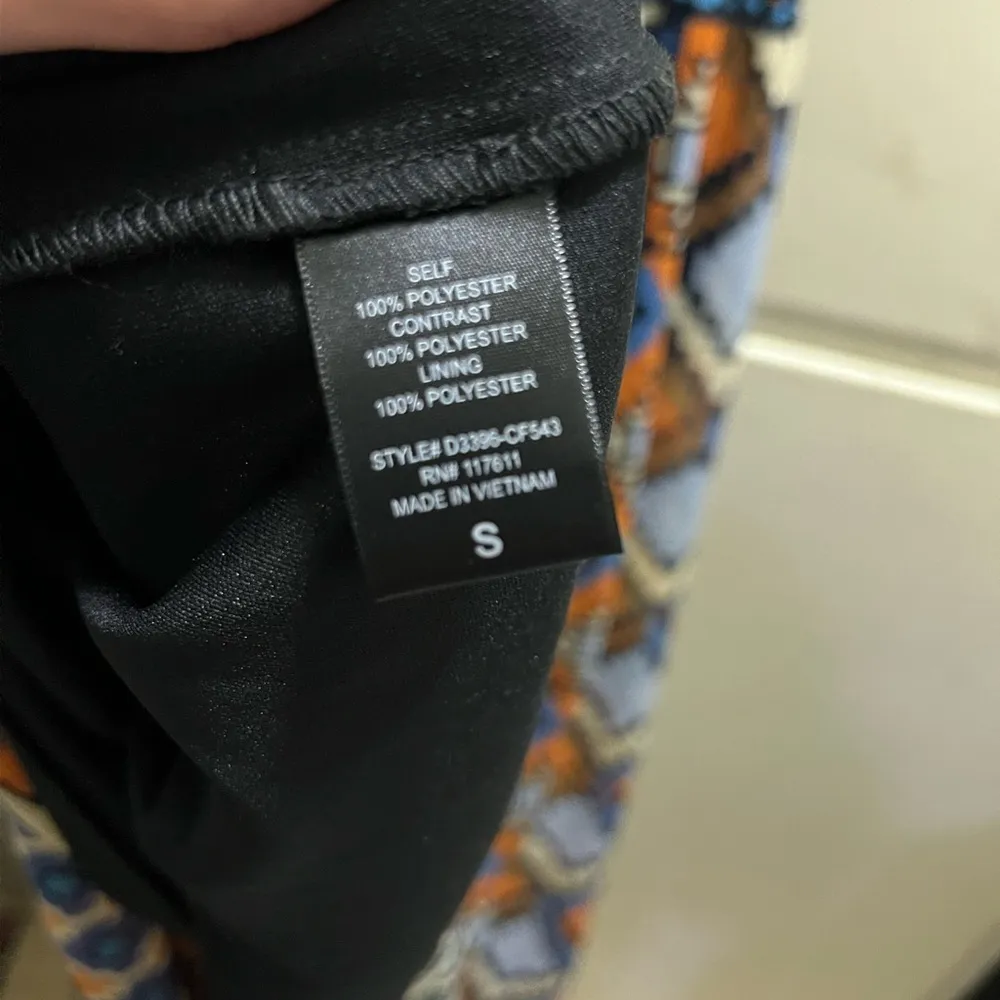 SELF
100% POLYESTER
CONTRAST
100% POLYESTER
LINING
100% POLYESTER
STYLE# D3396-CF543
RN# 117611
MADE IN VIETNAM
S